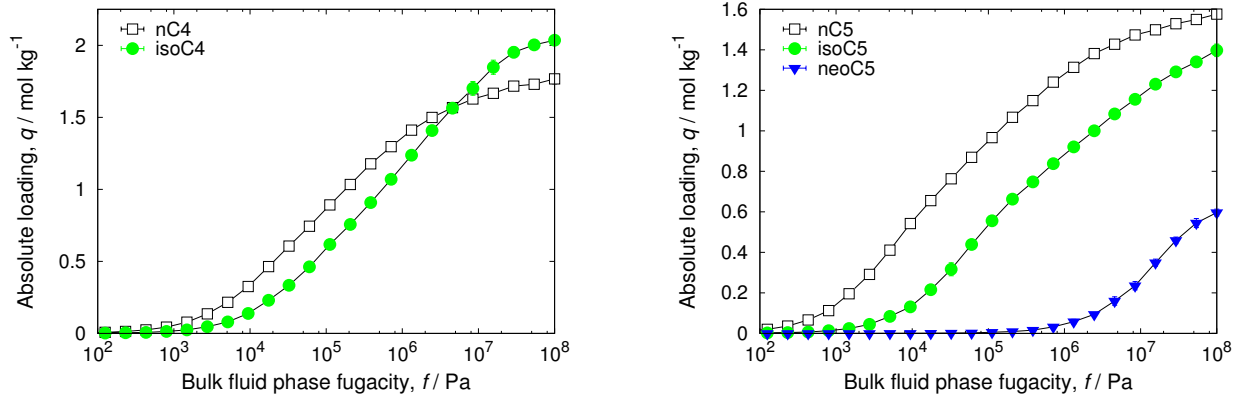 nC4
isoC4
2
1.5
1
0.5
0
10^2 10^3 10^4 10^5 10^6 10^7 10^8
Absolute loading, q / mol kg^-1
Bulk fluid phase fugacity, f / Pa
nC5
isoC5
neoC5
1.6
1.4
1.2
1
0.8
0.6
0.4
0.2
0
10^2 10^3 10^4 10^5 10^6 10^7 10^8
Absolute loading, q / mol kg^-1
Bulk fluid phase fugacity, f / Pa